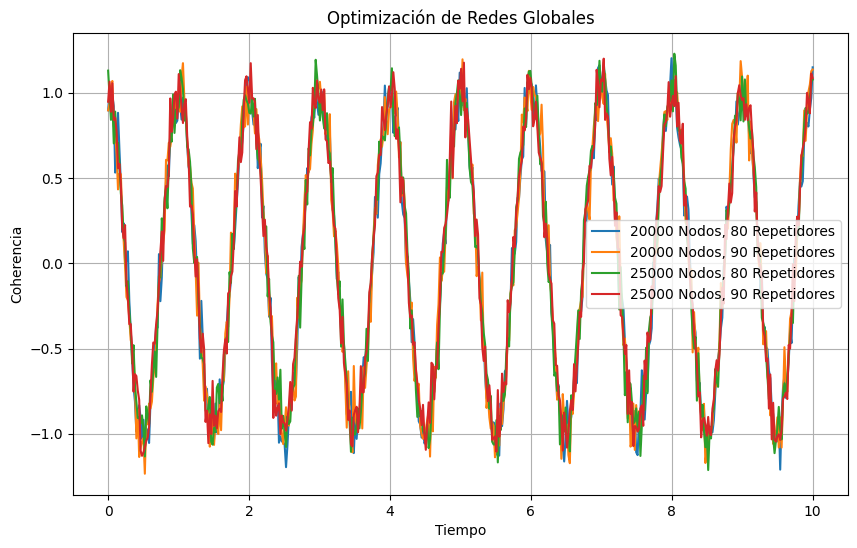 Optimización de Redes Globales
Coherencia
1.0
0.5
0.0
−0.5
−1.0
20000 Nodos, 80 Repetidores
20000 Nodos, 90 Repetidores
25000 Nodos, 80 Repetidores
25000 Nodos, 90 Repetidores
0 2 4 6 8 10
Tiempo